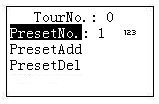 TourNo.: 0
PresetNo.: 1 123
PresetAdd
PresetDel